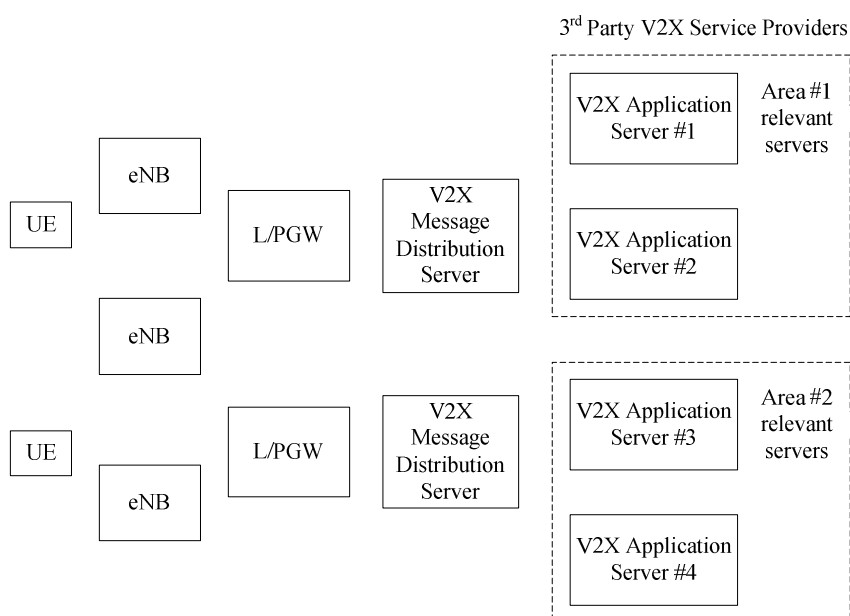 3rd Party V2X Service Providers
V2X Application
Server #1
Area #1
relevant
servers
eNB
UE
L/PGW
V2X
Message
Distribution
Server
V2X Application
Server #2
eNB
V2X Application
Server #3
Area #2
relevant
servers
UE
L/PGW
V2X
Message
Distribution
Server
eNB
V2X Application
Server #4